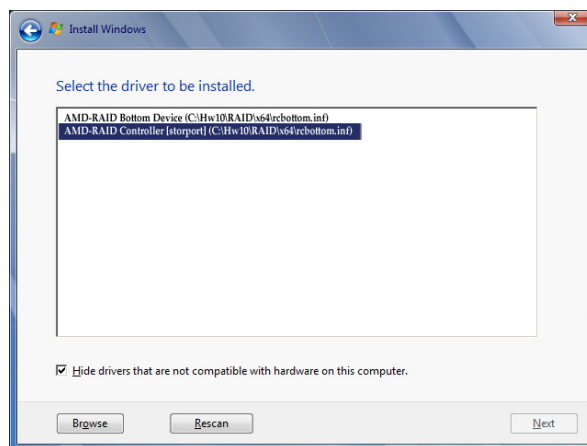 Install Windows
Select the driver to be installed.
AMD-RAID Bottom Device (C:\Hw10\RAID\x64\rcbottom.inf)
AMD-RAID Controller [storport] (C:\Hw10\RAID\x64\rcbottom.inf)
Hide drivers that are not compatible with hardware on this computer.
Browse Rescan Next